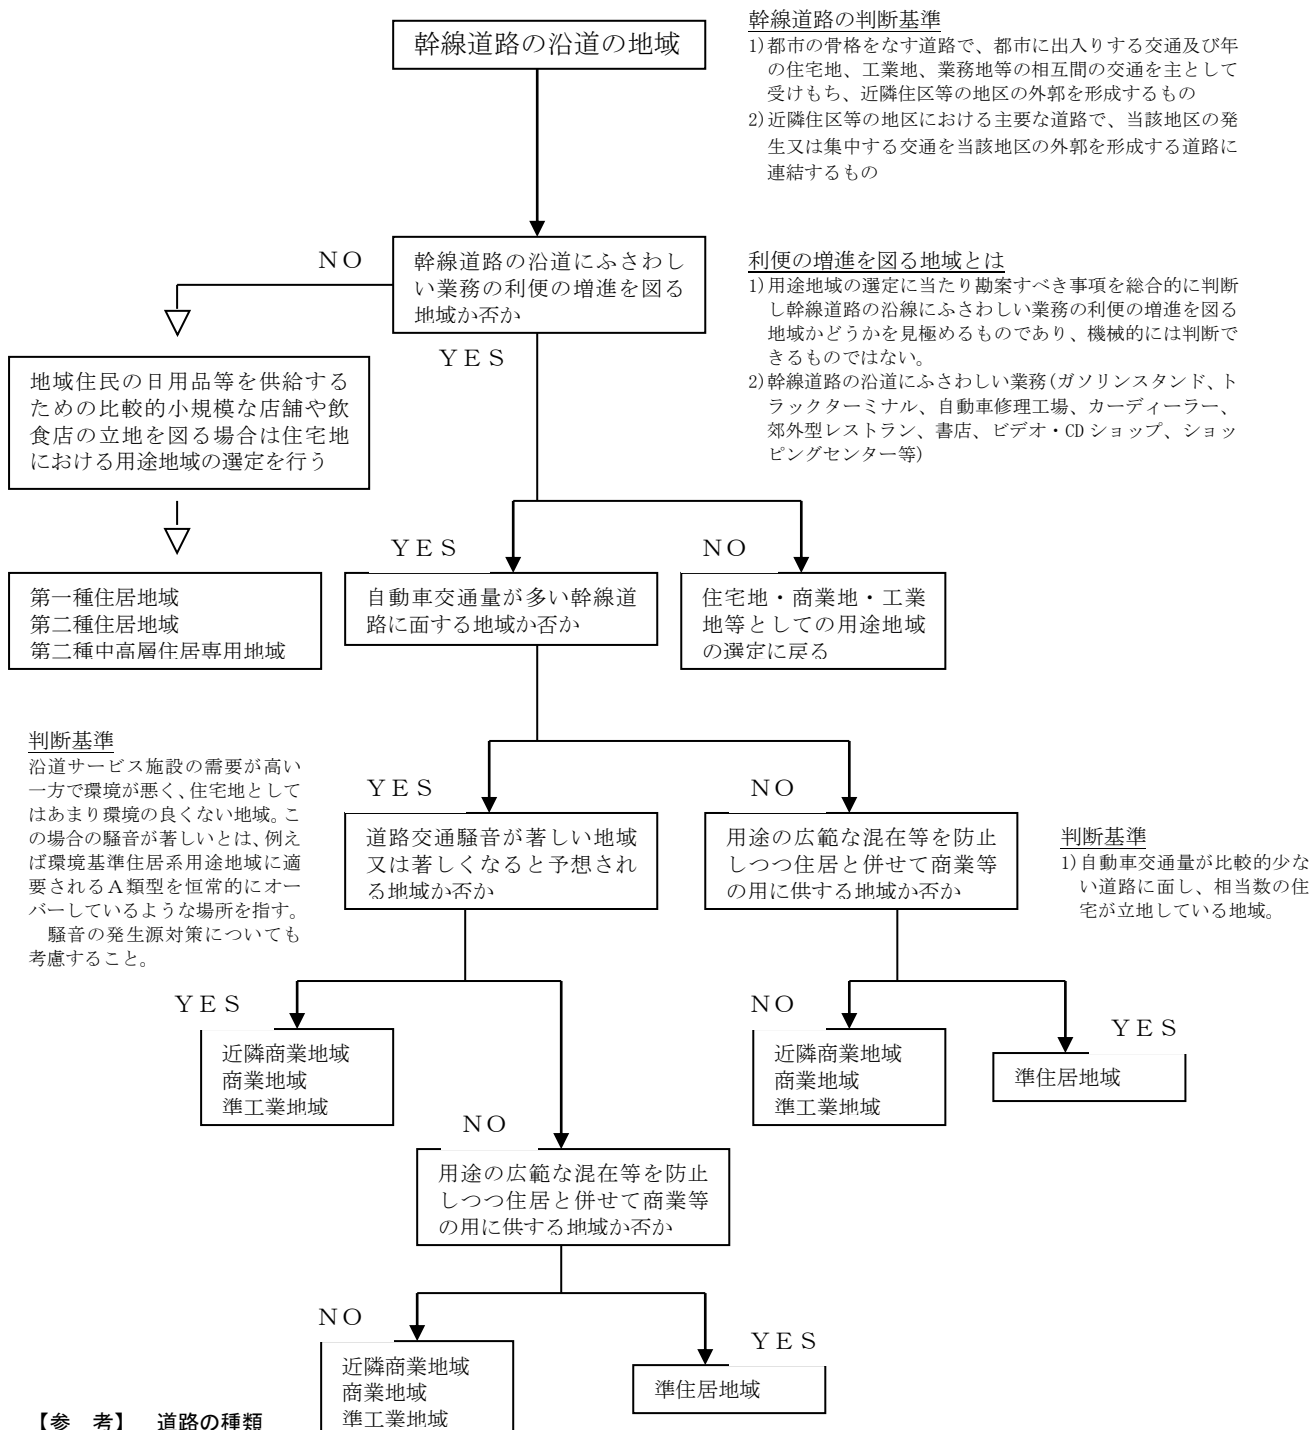 幹線道路の沿道の地域
幹線道路の判断基準
1)都市の骨格をなす道路で、都市に出入りする交通及び年
の住宅地、工業地、業務地等の相互間の交通を主として
受けもち、近隣住区等の地区の外郭を形成するもの
2)近隣住区等の地区における主要な道路で、当該地区の発
生又は集中する交通を当該地区の外郭を形成する道路に
連結するもの
NO
幹線道路の沿道にふさわし
い業務の利便の増進を図る
地域か否か
YES
利便の増進を図る地域とは
1)用途地域の選定に当たり勘案すべき事項を総合的に判断
し幹線道路の沿線にふさわしい業務の利便の増進を図る
地域かどうかを見極めるものであり、機械的には判断で
きるものではない。
2)幹線道路の沿道にふさわしい業務(ガソリンスタンド、ト
ラックターミナル、自動車修理工場、カーディーラー、
郊外型レストラン、書店、ビデオ・CDショップ、ショッ
ピングセンター等)
地域住民の日用品等を供給する
ための比較的小規模な店舗や飲
食店の立地を図る場合は住宅地
における用途地域の選定を行う
第一種住居地域
第二種住居地域
第二種中高層住居専用地域
YES
自動車交通量が多い幹線道
路に面する地域か否か
NO
住宅地・商業地・工業
地等としての用途地域
の選定に戻る
判断基準
沿道サービス施設の需要が高い
一方で環境が悪く、住宅地として
はあまり環境の良くない地域。こ
の場合の騒音が著しいとは、例え
ば環境基準住居系用途地域に適
要されるA類型を恒常的にオー
バーしているような場所を指す。
騒音の発生源対策についても
考慮すること。
YES
道路交通騒音が著しい地域
又は著しくなると予想され
る地域か否か
NO
用途の広範な混在等を防止
しつつ住居と併せて商業等
の用に供する地域か否か
判断基準
1)自動車交通量が比較的少な
い道路に面し、相当数の住
宅が立地している地域。
YES
近隣商業地域
商業地域
準工業地域
NO
用途の広範な混在等を防止
しつつ住居と併せて商業等
の用に供する地域か否か
NO
近隣商業地域
商業地域
準工業地域
YES
準住居地域
NO
近隣商業地域
商業地域
準工業地域
YES
準住居地域
【参 考】 道路の種類